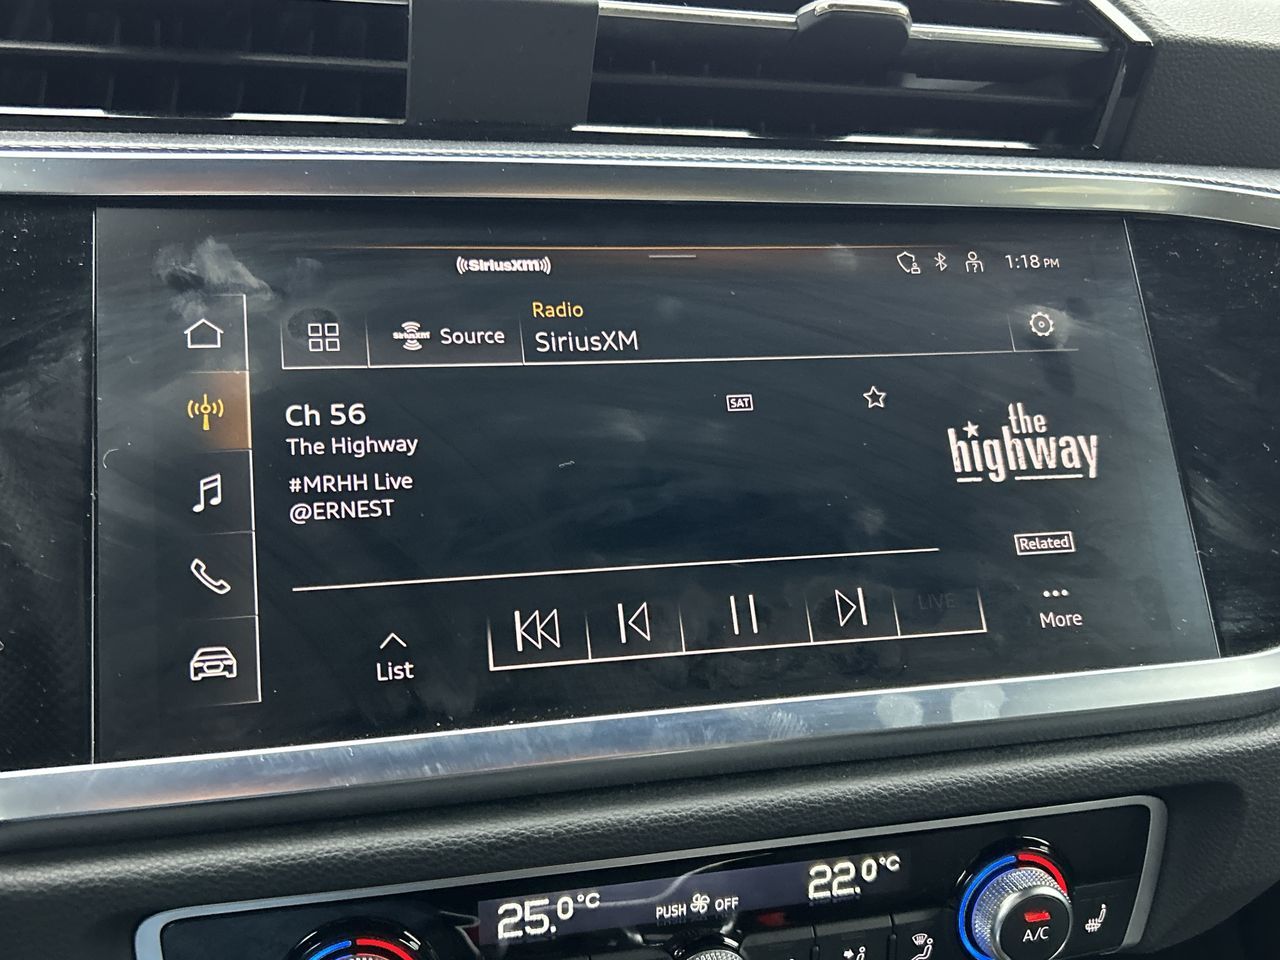 SiriusXM
1:18 PM
Radio
SiriusXM Source
SiriusXM
Ch 56
SAT
The Highway
the
highway
#MRHH Live
@ERNEST
Related
LIVE
More
List
25.0°C
PUSH OFF
22.0°C
A/C